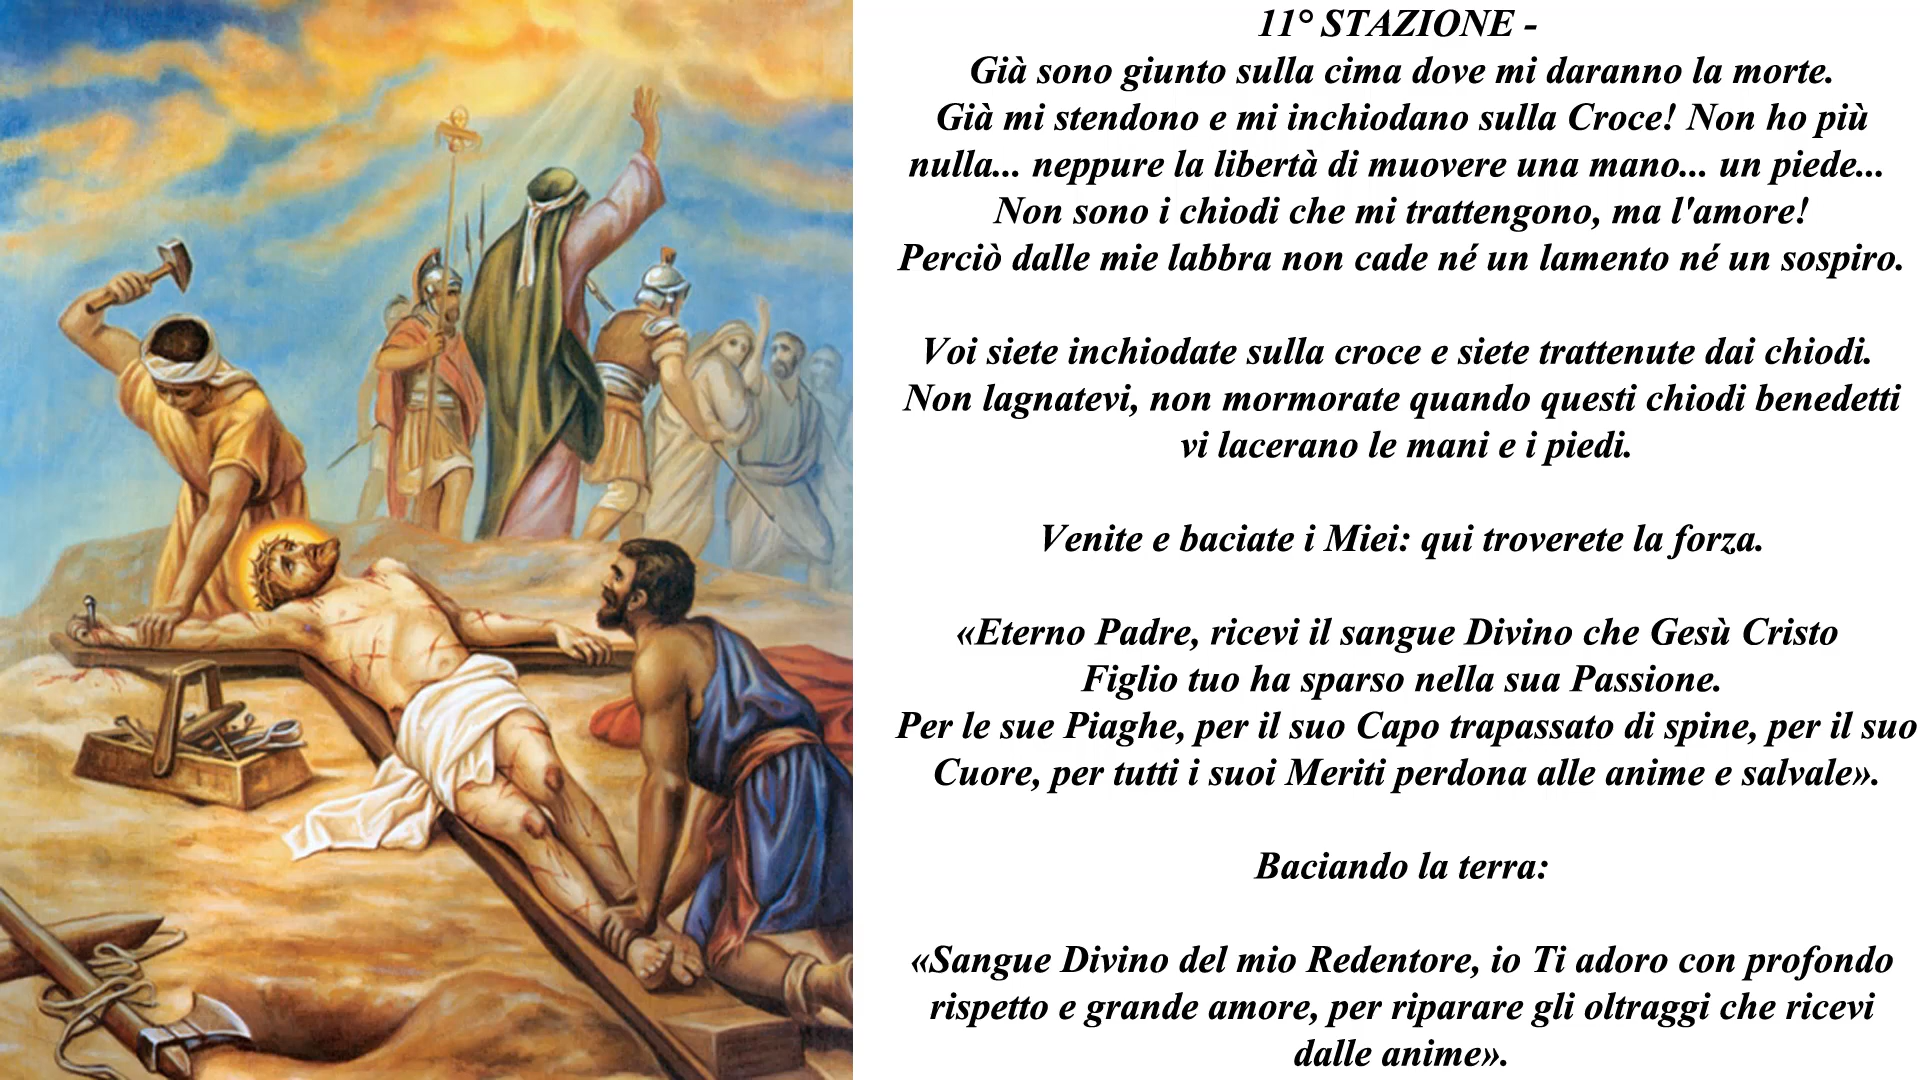 11° STAZIONE -
Già sono giunto sulla cima dove mi daranno la morte.
Già mi stendono e mi inchiodano sulla Croce! Non ho più
nulla... neppure la libertà di muovere una mano... un piede...
Non sono i chiodi che mi trattengono, ma l'amore!
Perciò dalle mie labbra non cade né un lamento né un sospiro.
Voi siete inchiodate sulla croce e siete trattenute dai chiodi.
Non lagnatevi, non mormorate quando questi chiodi benedetti
vi lacerano le mani e i piedi.
Venite e baciate i Miei: qui troverete la forza.
«Eterno Padre, ricevi il sangue Divino che Gesù Cristo
Figlio tuo ha sparso nella sua Passione.
Per le sue Piaghe, per il suo Capo trapassato di spine, per il suo
Cuore, per tutti i suoi Meriti perdona alle anime e salvale».
Baciando la terra:
«Sangue Divino del mio Redentore, io Ti adoro con profondo
rispetto e grande amore, per riparare gli oltraggi che ricevi
dalle anime».